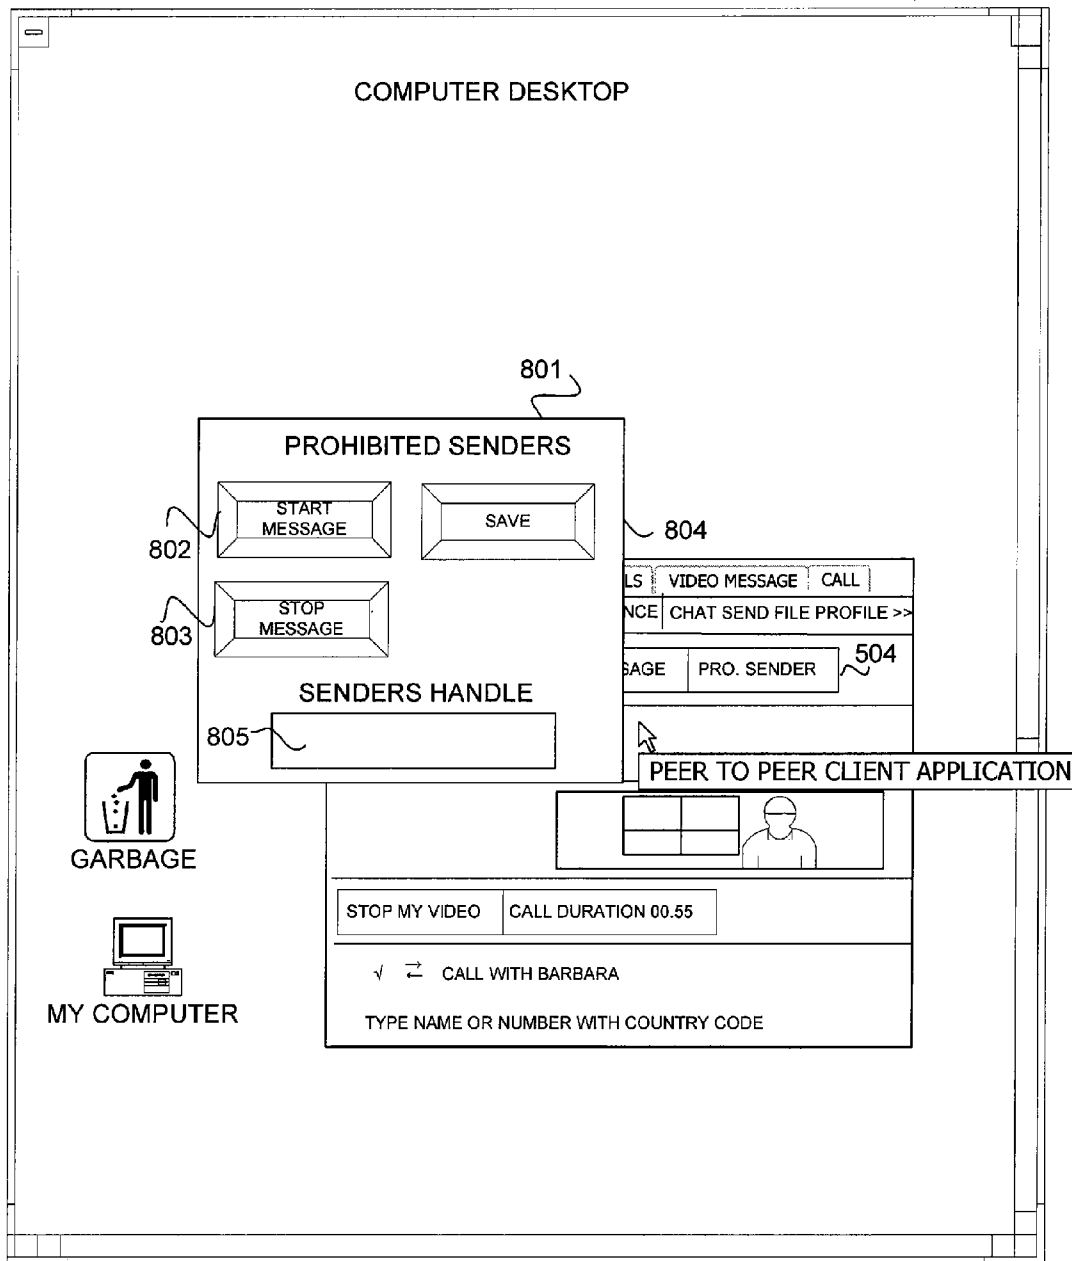 COMPUTER DESKTOP
801
PROHIBITED SENDERS
START
MESSAGE
SAVE
802
804
STOP
MESSAGE
803
SENDERS HANDLE
805
LS VIDEO MESSAGE CALL
NCE CHAT SEND FILE PROFILE >>
SAGE PRO. SENDER
504
PEER TO PEER CLIENT APPLICATION
GARBAGE
MY COMPUTER
STOP MY VIDEO CALL DURATION 00.55
√ CALL WITH BARBARA
TYPE NAME OR NUMBER WITH COUNTRY CODE